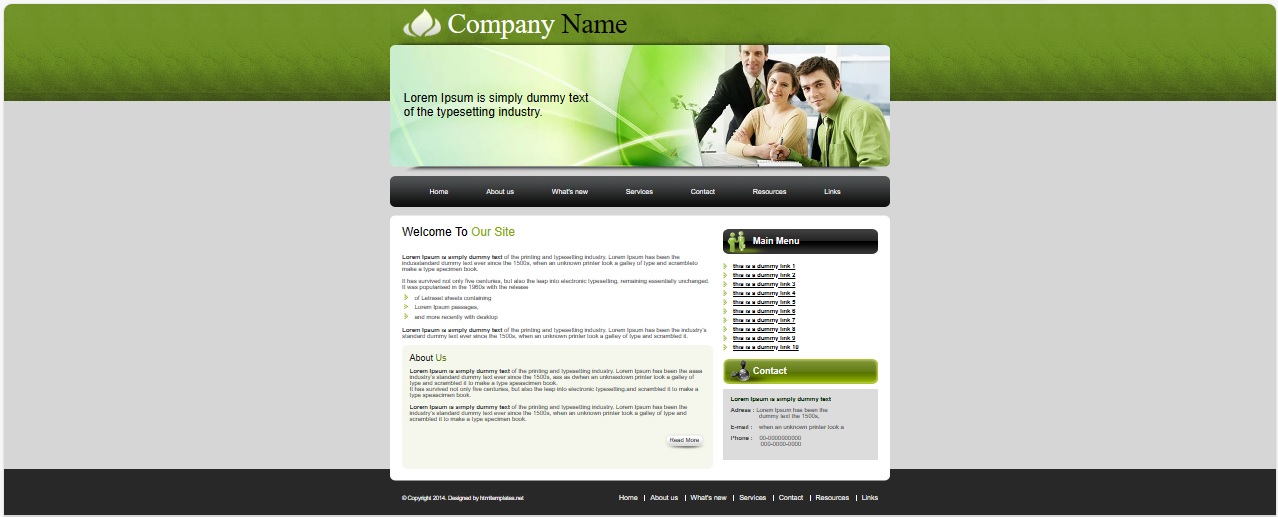 Company Name
Lorem Ipsum is simply dummy text
of the typesetting industry.
Home About us What's new Services Contact Resources Links
Welcome To Our Site
Lorem Ipsum is simply dummy text of the printing and typesetting industry. Lorem Ipsum has been the
indusstandard dummy text ever since the 1500s, when an unknown printer took a galley of type and scrambleto
make a type specimen book.
It has survived not only five centuries, but also the leap into electronic typesetting, remaining essentially unchanged.
It was popularised in the 1960s with the release
of Letraset sheets containing
Lorem Ipsum passages,
and more recently with desktop
Lorem Ipsum is simply dummy text of the printing and typesetting industry. Lorem Ipsum has been the industry's
standard dummy text ever since the 1500s, when an unknown printer took a galley of type and scrambled it.
About Us
Lorem Ipsum is simply dummy text of the printing and typesetting industry. Lorem Ipsum has been the aaaa
industry's standard dummy text ever since the 1500s, aas as dwhen an unknasdown printer took a galley of
type and scrambled it to make a type speascimen book.
It has survived not only five centuries, but also the leap into electronic typesetting.and scrambled it to make a
type speasdimen book.
Lorem Ipsum is simply dummy text of the printing and typesetting industry. Lorem Ipsum has been the
industry's standard dummy text ever since the 1500s, when an unknown printer took a galley of type and
scrambled it to make a type specimen book.
Read More
Main Menu
this is a dummy link 1
this is a dummy link 2
this is a dummy link 3
this is a dummy link 4
this is a dummy link 5
this is a dummy link 6
this is a dummy link 7
this is a dummy link 8
this is a dummy link 9
this is a dummy link 10
Contact
Lorem Ipsum is simply dummy text
Adress : Lorem Ipsum has been the
dummy text the 1500s,
E-mail : when an unknown printer took a
Phone : 00-0000000000
000-0000-0000
© Copyright 2014. Designed by htmltemplates.net
Home | About us | What's new | Services | Contact | Resources | Links